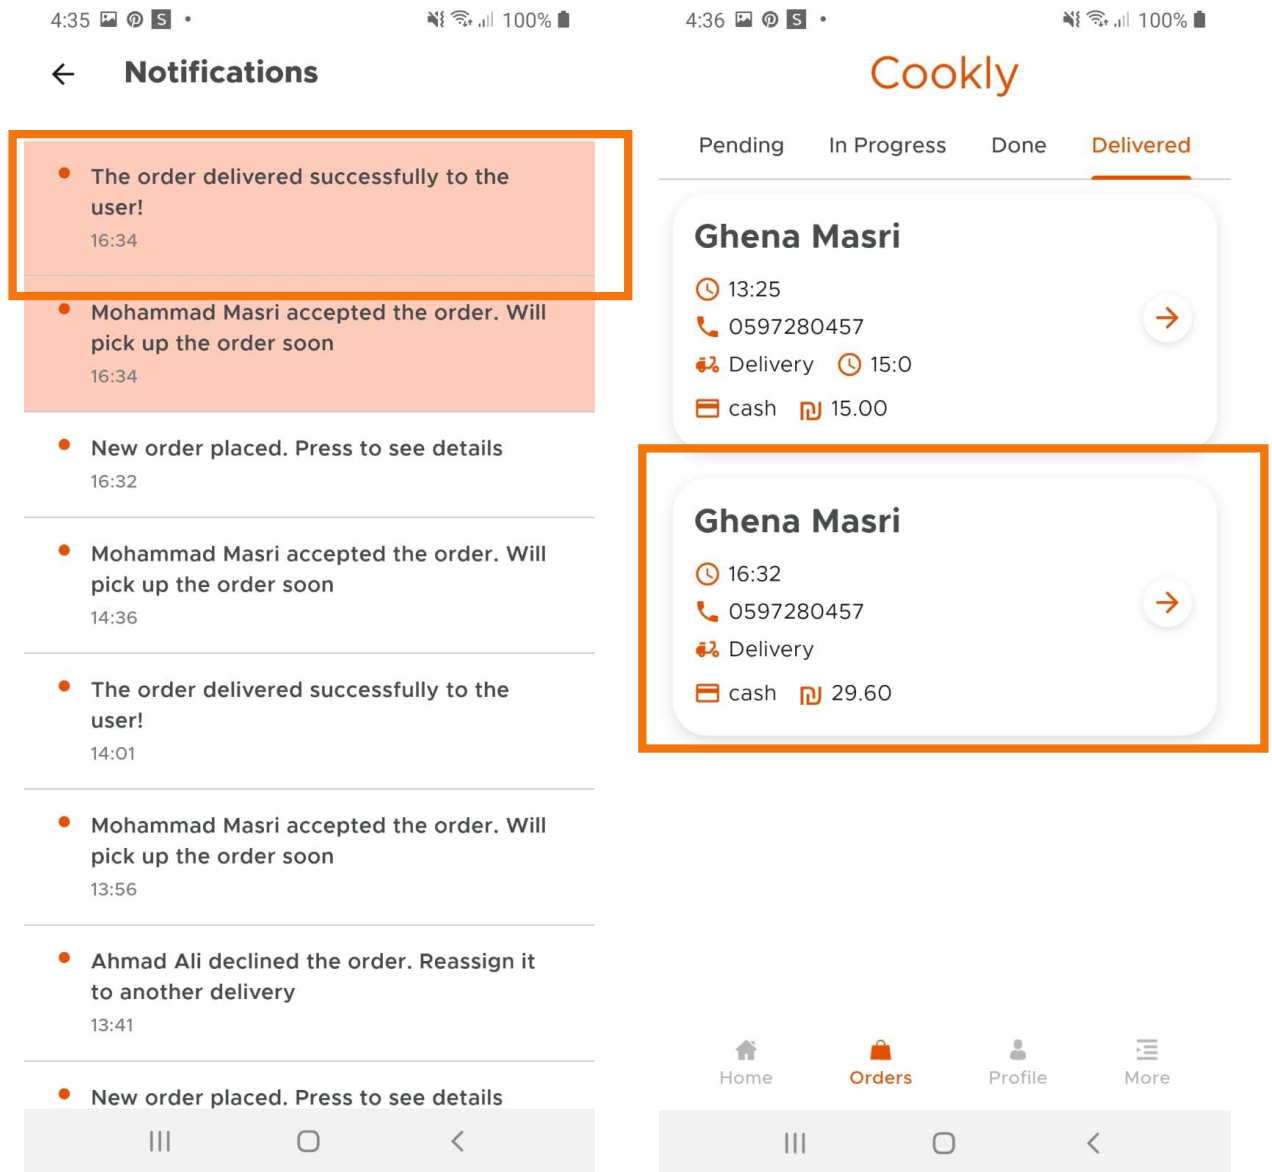 4:35 S •
100%
Notifications
The order delivered successfully to the
user!
16:34
Mohammad Masri accepted the order. Will
pick up the order soon
16:34
New order placed. Press to see details
16:32
Mohammad Masri accepted the order. Will
pick up the order soon
14:36
The order delivered successfully to the
user!
14:01
Mohammad Masri accepted the order. Will
pick up the order soon
13:56
Ahmad Ali declined the order. Reassign it
to another delivery
13:41
New order placed. Press to see details
4:36 S •
100%
Cookly
Pending In Progress Done Delivered
Ghena Masri
13:25
0597280457
Delivery 15:0
cash ₪ 15.00
Ghena Masri
16:32
0597280457
Delivery
cash ₪ 29.60
Home Orders Profile More